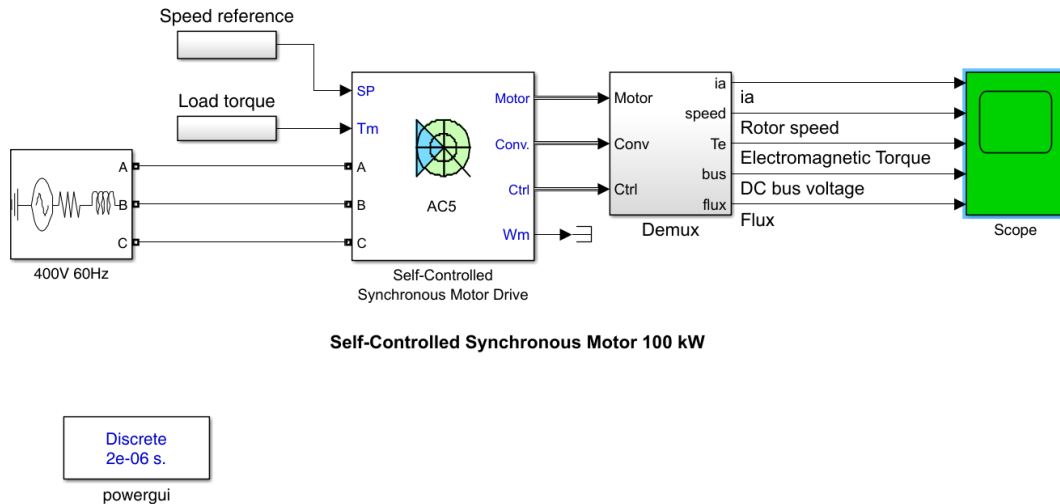 Speed reference
Load torque
SP
Tm
A
B
C
AC5
Motor
Conv.
Ctrl
Wm
Self-Controlled
Synchronous Motor Drive
A
B
C
400V 60Hz
Motor
Conv
Ctrl
ia
speed
Te
bus
flux
Demux
ia
Rotor speed
Electromagnetic Torque
DC bus voltage
Flux
Scope
Self-Controlled Synchronous Motor 100 kW
Discrete
2e-06 s.
powergui